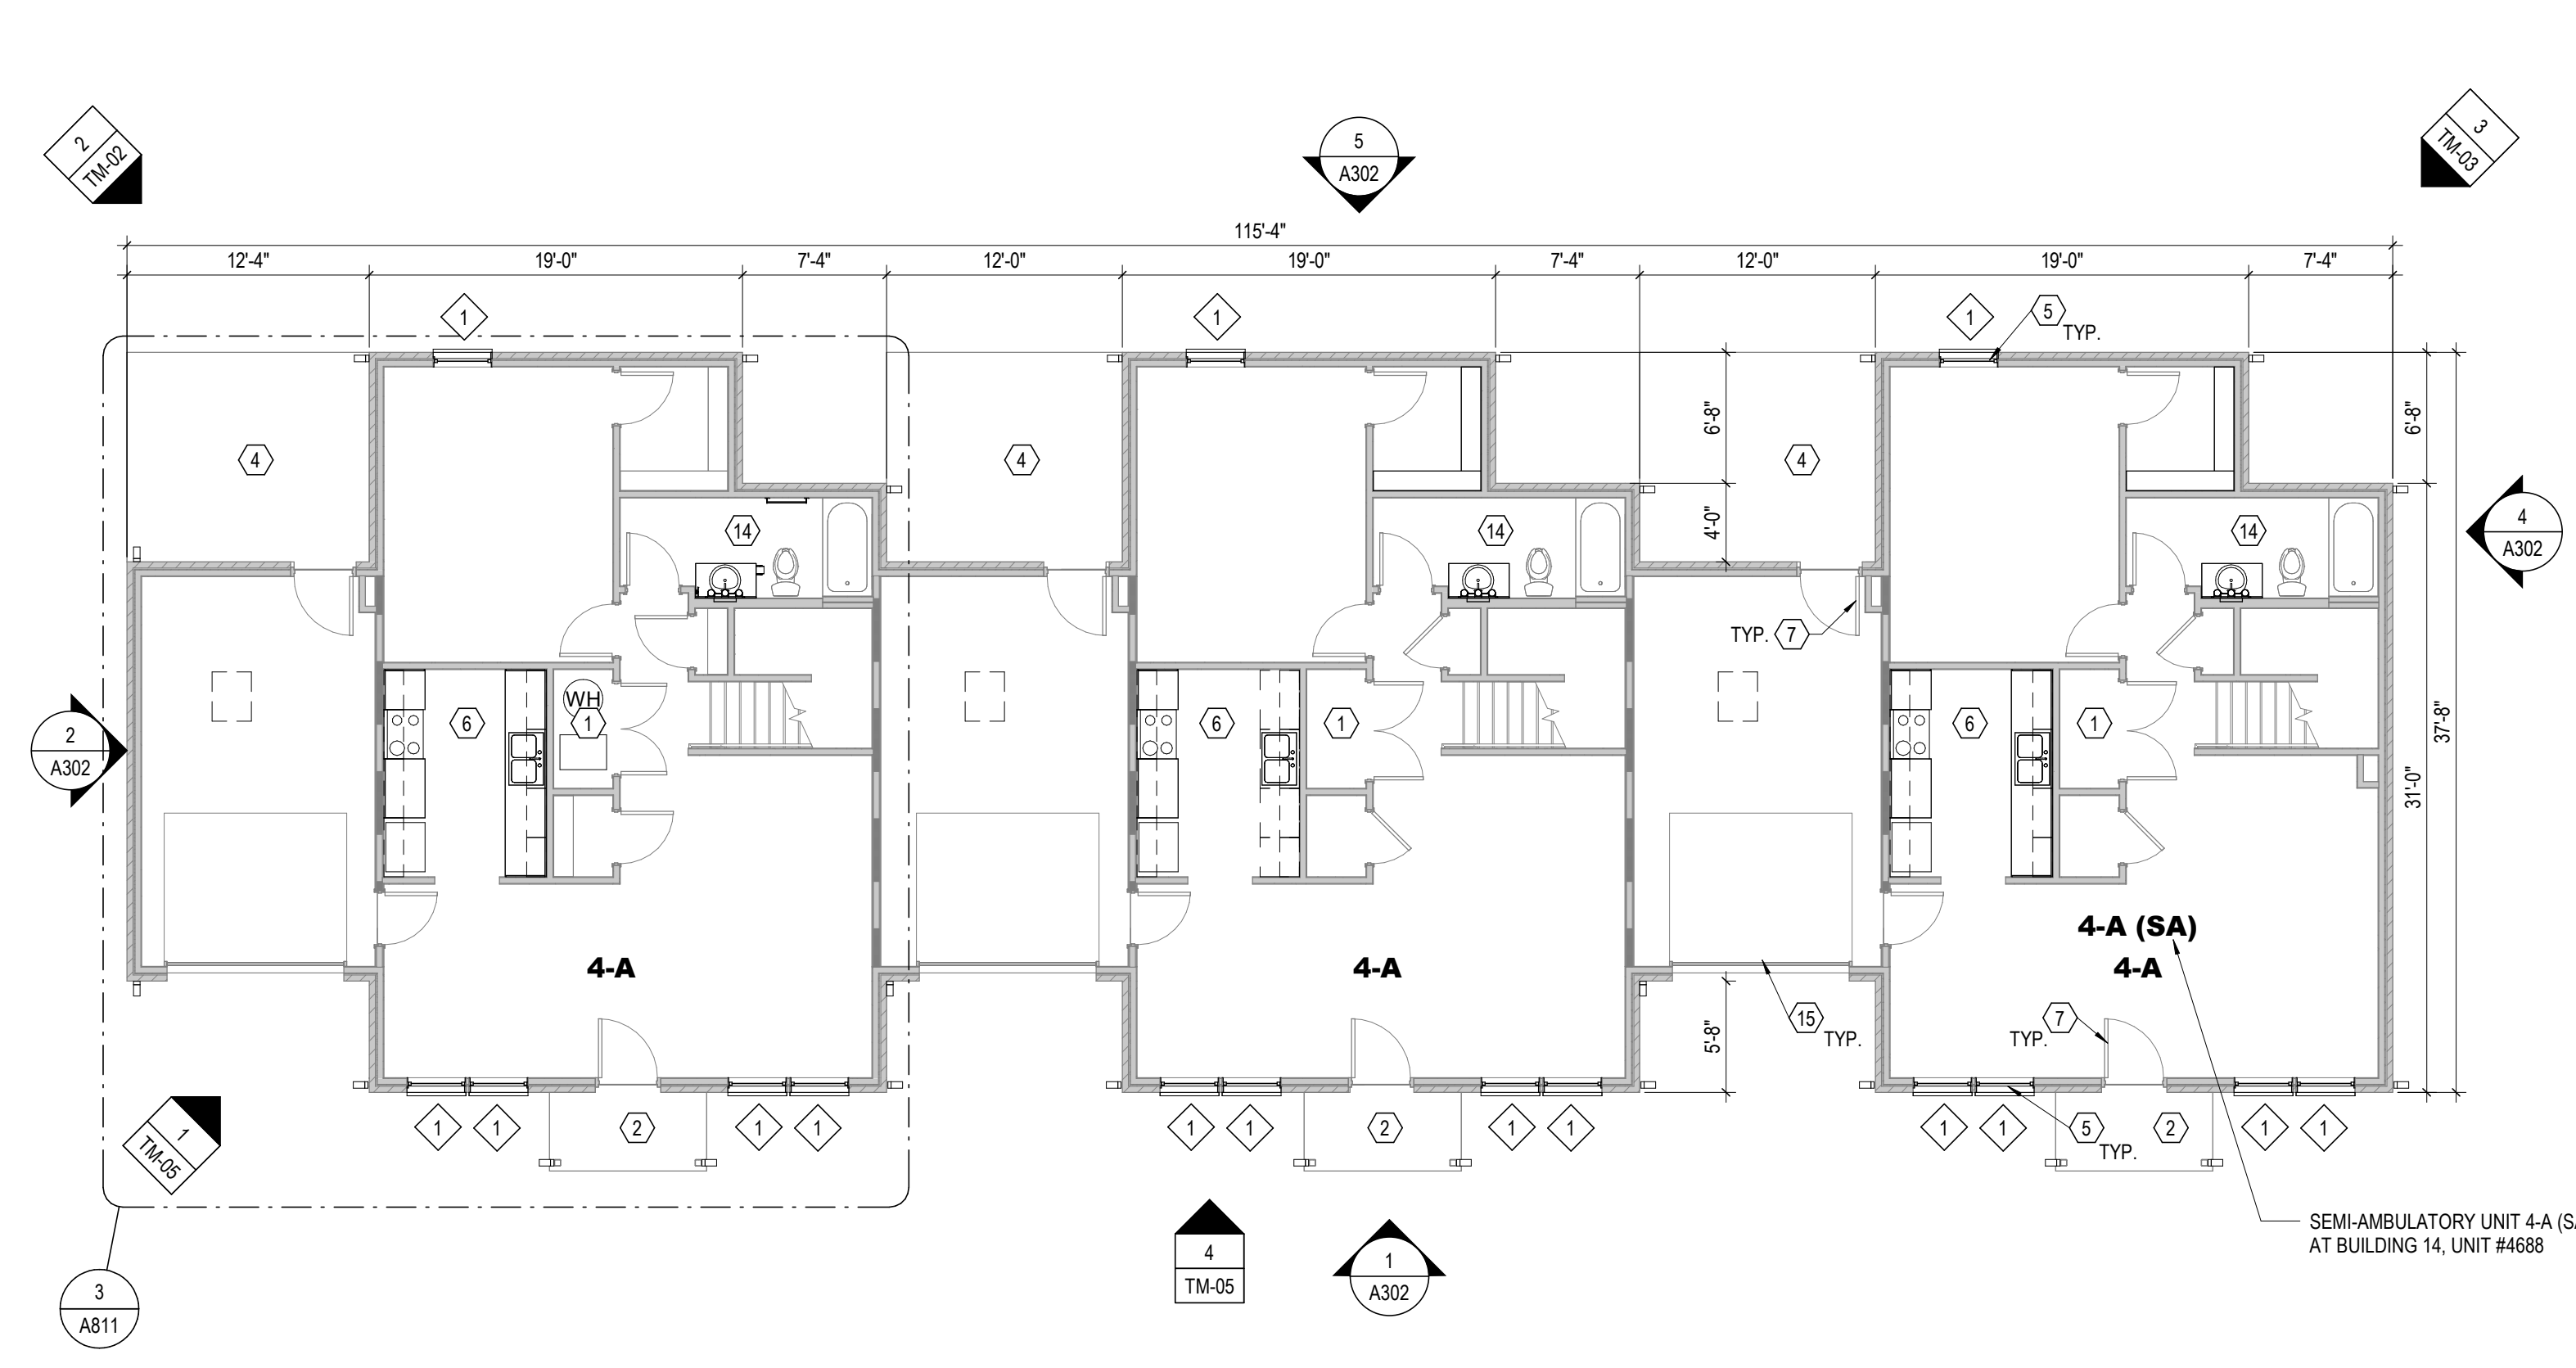 2
TM-02
5
A302
3
TM-03
115'-4"
12'-4"
19'-0"
7'-4"
12'-0"
19'-0"
7'-4"
12'-0"
19'-0"
7'-4"
1
1
1
5
TYP.
4
4
6'-8"
4
6'-8"
14
14
4'-0"
14
4
A302
TYP.
7
WH
2
A302
6
1
6
1
6
1
37'-8"
31'-0"
4-A (SA)
4-A
4-A
4-A
15
TYP.
5'-8"
TYP.
7
1
TM-05
1
1
2
1
1
1
1
2
1
1
1
1
5
TYP.
2
1
1
SEMI-AMBULATORY UNIT 4-A (S
AT BUILDING 14, UNIT #4688
4
TM-05
1
A302
3
A811